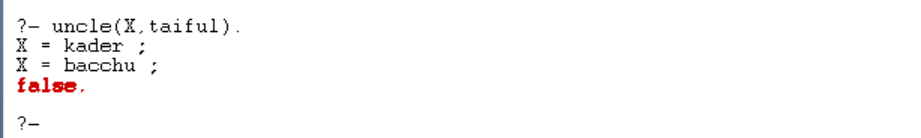 ?- uncle(X,taiful).
X = kader ;
X = bacchu ;
false.
?-